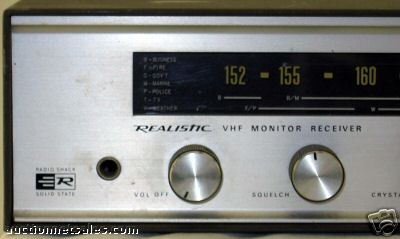 B - BUSINESS
F - FIRE
G - GOV'T
M - MARINE
P - POLICE
T - TV
W - WEATHER
152 - 155 - 160
B B/M
F/P W
REALISTIC VHF MONITOR RECEIVER
RADIO SHACK
R
SOLID STATE
VOL OFF SQUELCH CRYSTA
auctionnetsales.com